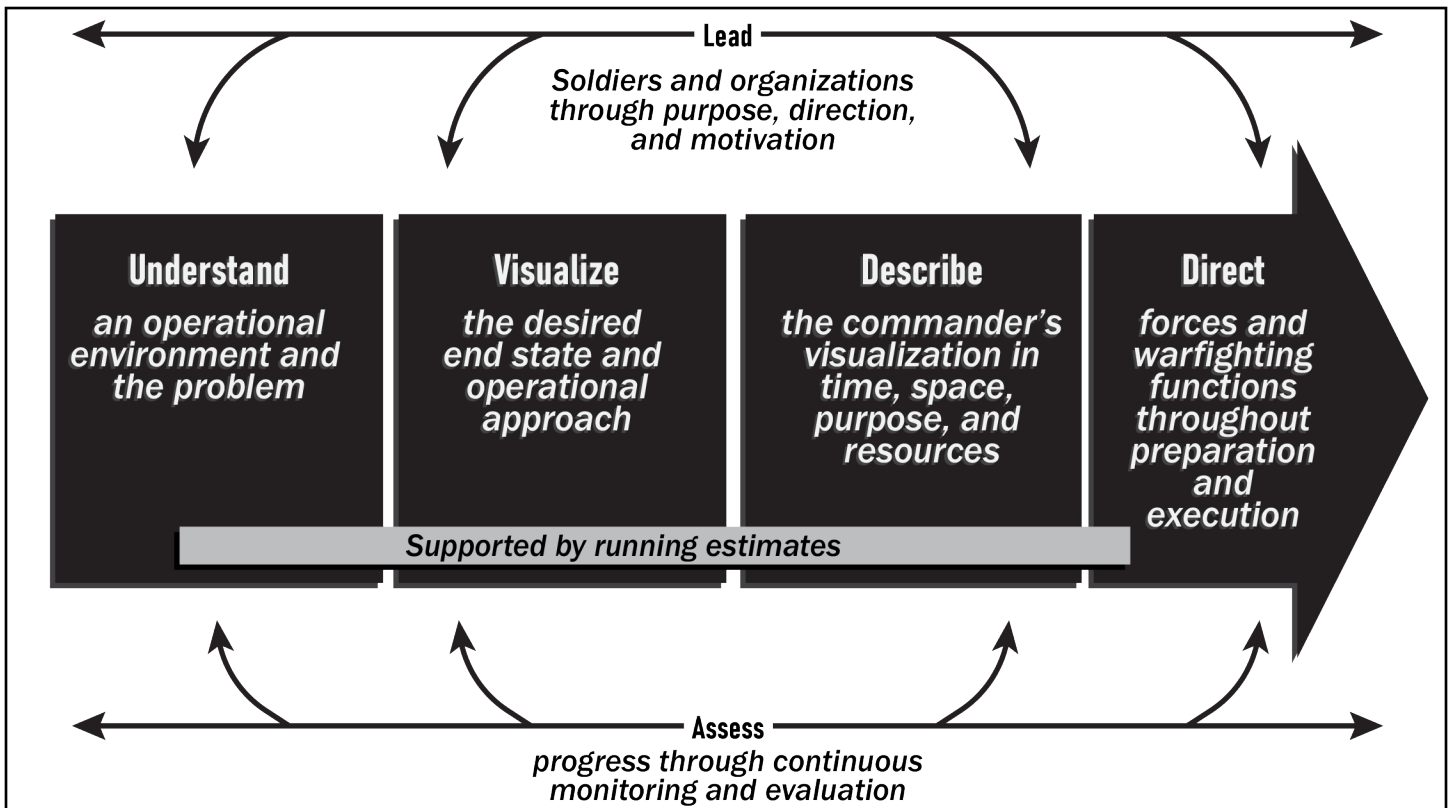 Lead
Soldiers and organizations
through purpose, direction,
and motivation
Understand
an operational
environment and
the problem
Visualize
the desired
end state and
operational
approach
Describe
the commander’s
visualization in
time, space,
purpose, and
resources
Direct
forces and
warfighting
functions
throughout
preparation
and
execution
Supported by running estimates
Assess
progress through continuous
monitoring and evaluation